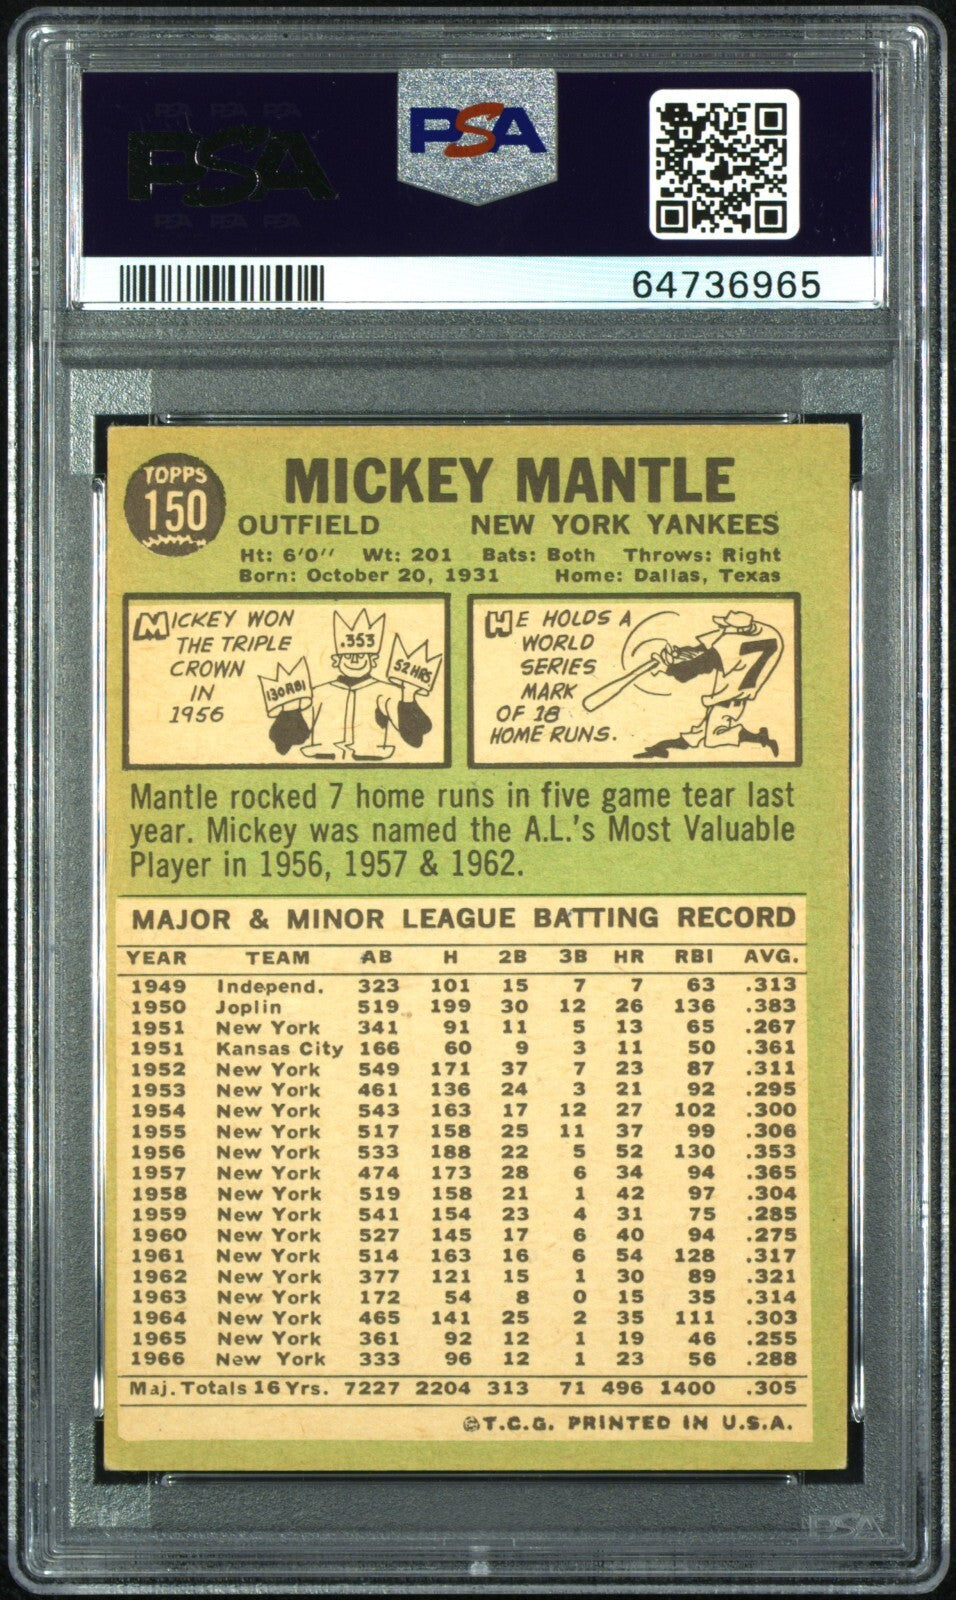 PSA PSA PSA
PSA
PSA PSA PSA
PSA
64736965
TOPPS
150
MICKEY MANTLE
OUTFIELD NEW YORK YANKEES
Ht: 6'0'' Wt: 201 Bats: Both Throws: Right
Born: October 20, 1931 Home: Dallas, Texas
MICKEY WON
THE TRIPLE
CROWN
IN
1956
.353
130 RBI
52 HRS
HE HOLDS A
WORLD
SERIES
MARK
OF 18
HOME RUNS.
7
Mantle rocked 7 home runs in five game tear last
year. Mickey was named the A.L.'s Most Valuable
Player in 1956, 1957 & 1962.
MAJOR & MINOR LEAGUE BATTING RECORD
YEAR TEAM AB H 2B 3B HR RBI AVG.
1949 Independ. 323 101 15 7 7 63 .313
1950 Joplin 519 199 30 12 26 136 .383
1951 New York 341 91 11 5 13 65 .267
1951 Kansas City 166 60 9 3 11 50 .361
1952 New York 549 171 37 7 23 87 .311
1953 New York 461 136 24 3 21 92 .295
1954 New York 543 163 17 12 27 102 .300
1955 New York 517 158 25 11 37 99 .306
1956 New York 533 188 22 5 52 130 .353
1957 New York 474 173 28 6 34 94 .365
1958 New York 519 158 21 1 42 97 .304
1959 New York 541 154 23 4 31 75 .285
1960 New York 527 145 17 6 40 94 .275
1961 New York 514 163 16 6 54 128 .317
1962 New York 377 121 15 1 30 89 .321
1963 New York 172 54 8 0 15 35 .314
1964 New York 465 141 25 2 35 111 .303
1965 New York 361 92 12 1 19 46 .255
1966 New York 333 96 12 1 23 56 .288
Maj. Totals 16 Yrs. 7227 2204 313 71 496 1400 .305
©T.C.G. PRINTED IN U.S.A.
PSA